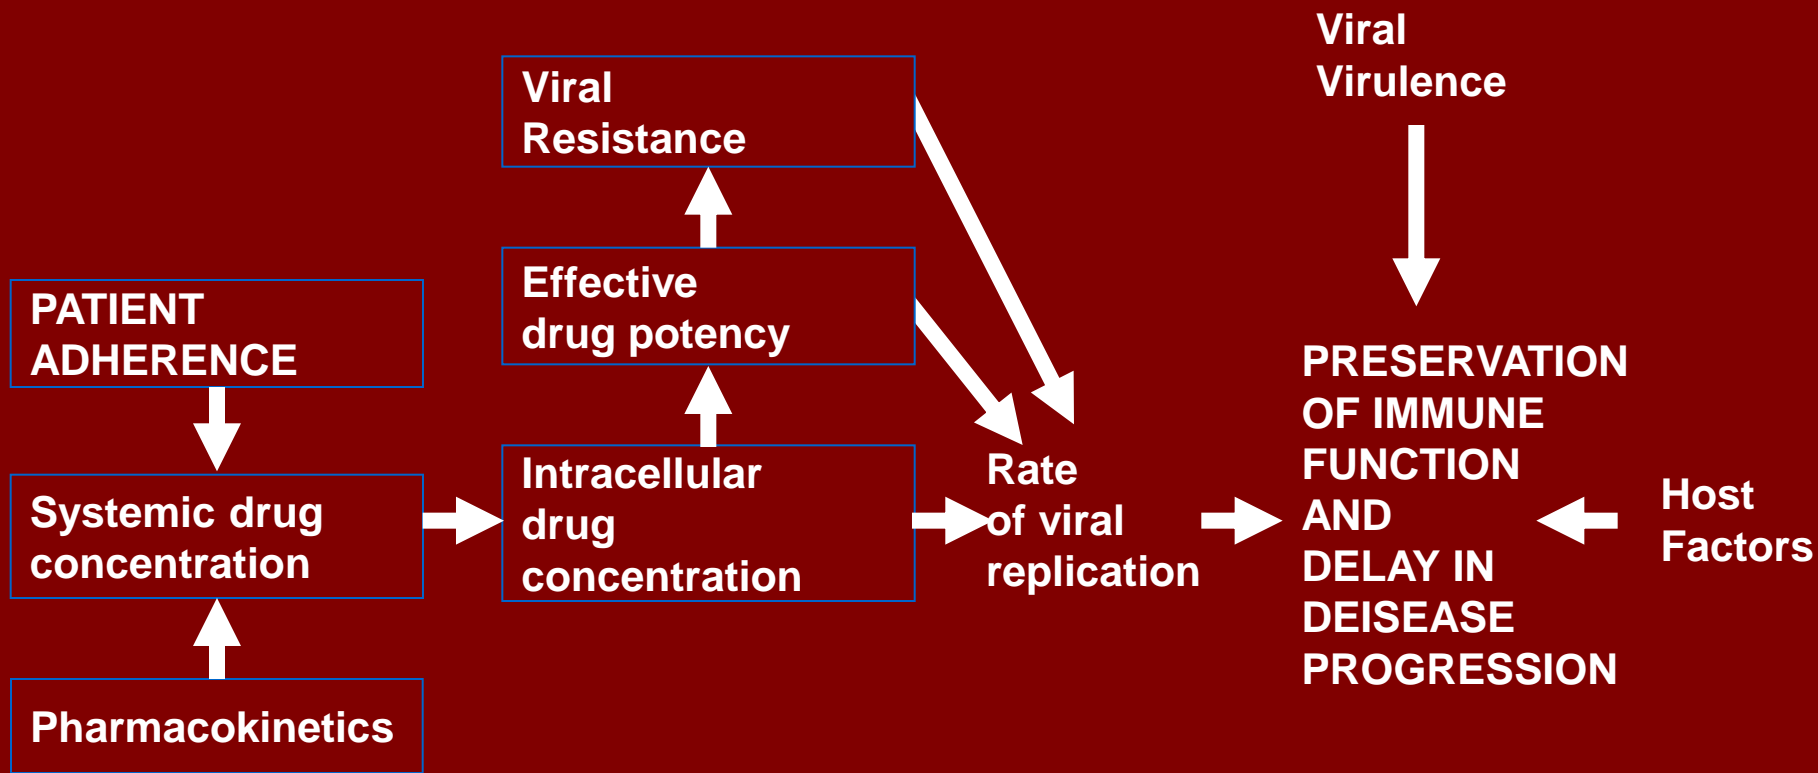 Viral
Virulence
Viral
Resistance
Effective
drug potency
PATIENT
ADHERENCE
Systemic drug
concentration
Pharmacokinetics
Intracellular
drug
concentration
Rate
of viral
replication
PRESERVATION
OF IMMUNE
FUNCTION
AND
DELAY IN
DEISEASE
PROGRESSION
Host
Factors